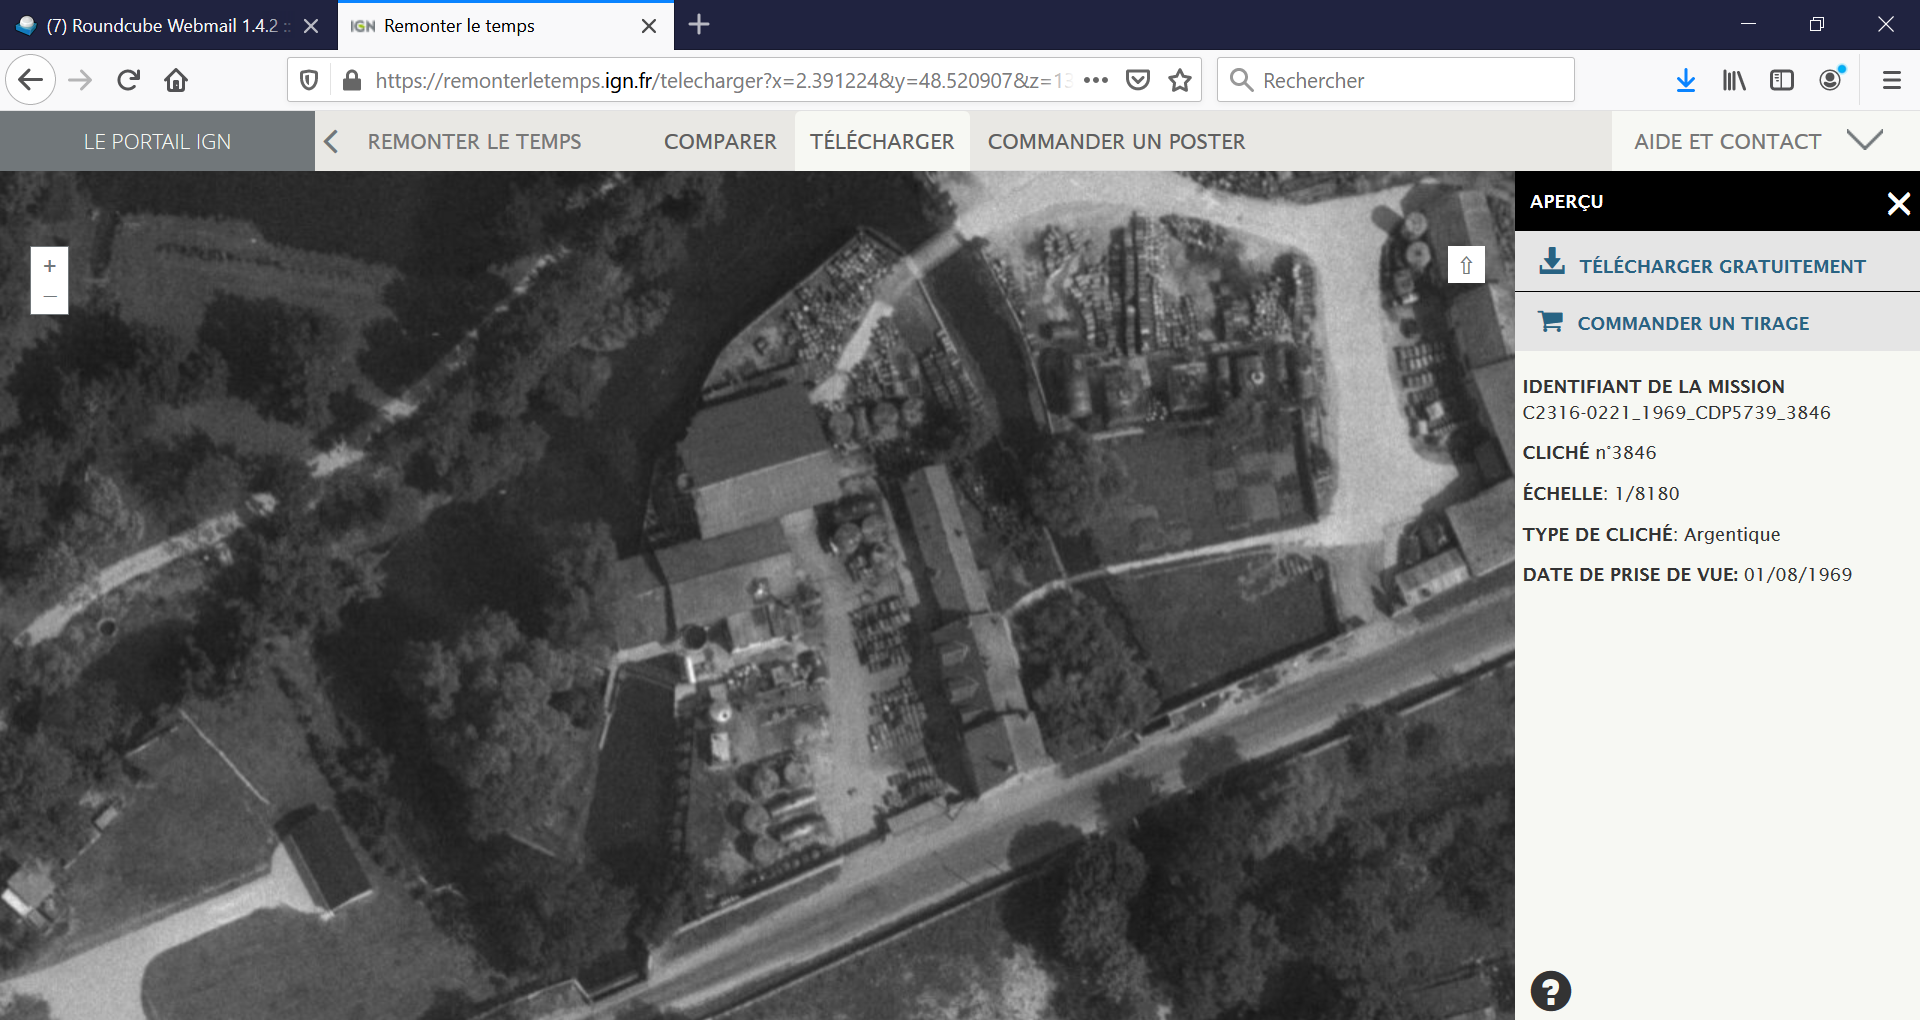 (7) Roundcube Webmail 1.4.2 ::
IGN Remonter le temps
https://remonterletemps.ign.fr/telecharger?x=2.391224&y=48.520907&z=13
Rechercher
LE PORTAIL IGN
REMONTER LE TEMPS
COMPARER
TÉLÉCHARGER
COMMANDER UN POSTER
AIDE ET CONTACT
+
−
⇧
APERÇU
TÉLÉCHARGER GRATUITEMENT
COMMANDER UN TIRAGE
IDENTIFIANT DE LA MISSION
C2316-0221_1969_CDP5739_3846
CLICHÉ n°3846
ÉCHELLE: 1/8180
TYPE DE CLICHÉ: Argentique
DATE DE PRISE DE VUE: 01/08/1969
?